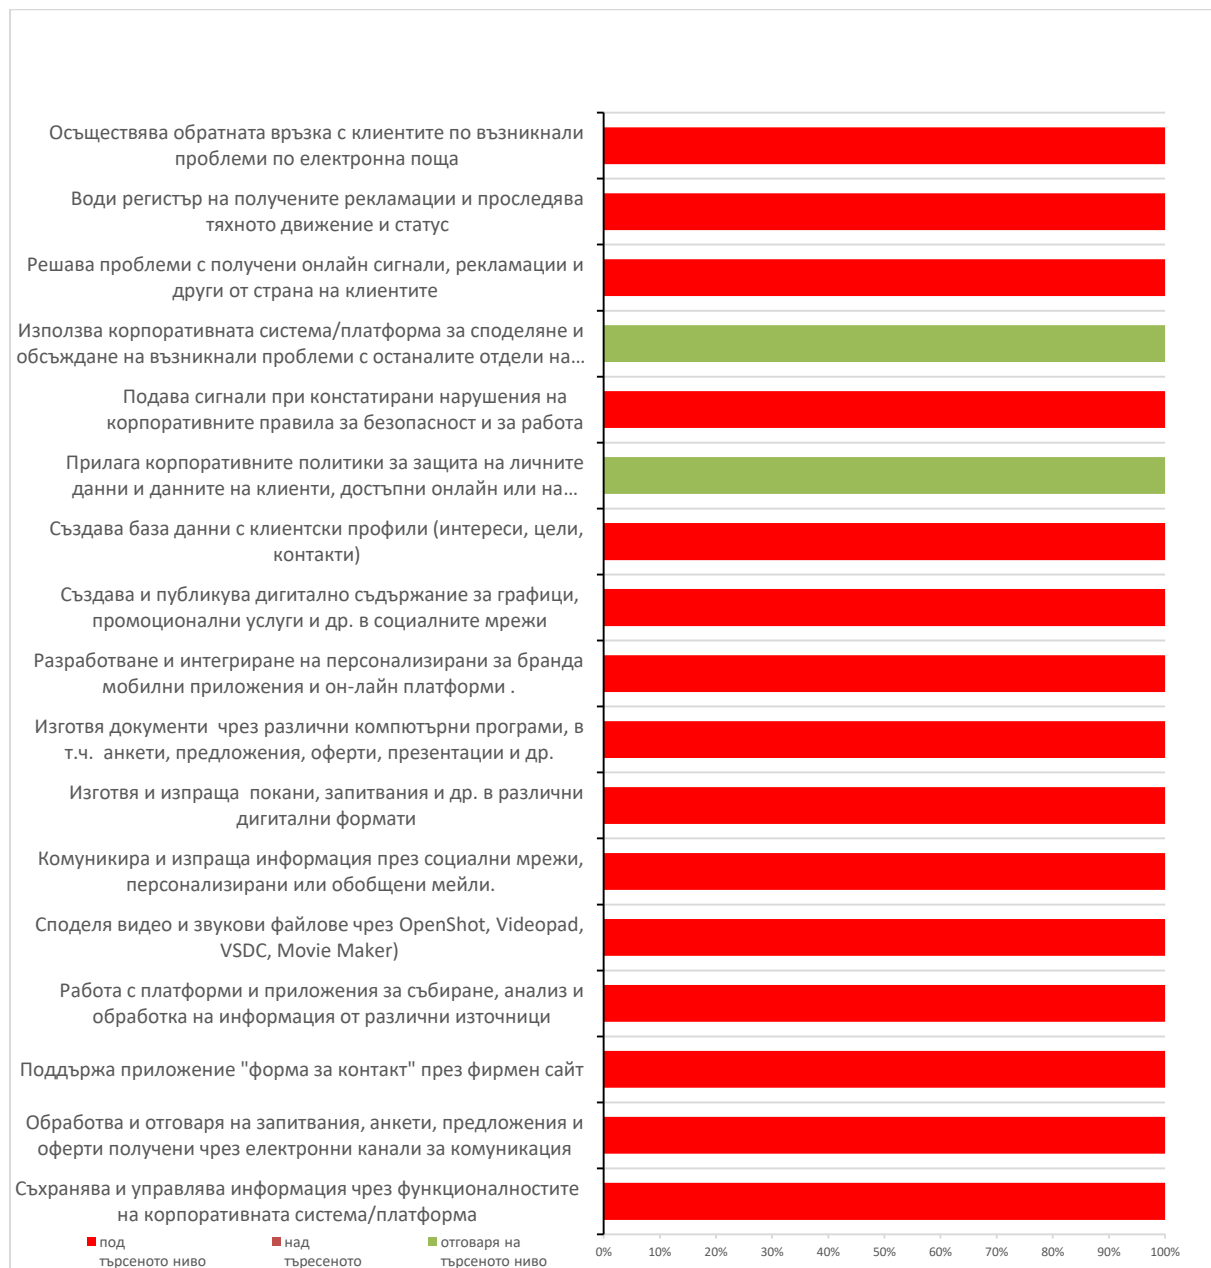 Осъществява обратната връзка с клиентите по възникнали
проблеми по електронна поща
Води регистър на получените рекламации и проследява
тяхното движение и статус
Решава проблеми с получени онлайн сигнали, рекламации и
други от страна на клиентите
Използва корпоративната система/платформа за споделяне и
обсъждане на възникнали проблеми с останалите отдели на...
Подава сигнали при констатирани нарушения на
корпоративните правила за безопасност и за работа
Прилага корпоративните политики за защита на личните
данни и данните на клиенти, достъпни онлайн или на...
Създава база данни с клиентски профили (интереси, цели,
контакти)
Създава и публикува дигитално съдържание за графици,
промоционални услуги и др. в социалните мрежи
Разработване и интегриране на персонализирани за бранда
мобилни приложения и он-лайн платформи .
Изготвя документи  чрез различни компютърни програми, в
т.ч.  анкети, предложения, оферти, презентации и др.
Изготвя и изпраща  покани, запитвания и др. в различни
дигитални формати
Комуникира и изпраща информация през социални мрежи,
персонализирани или обобщени мейли.
Споделя видео и звукови файлове чрез OpenShot, Videopad,
VSDC, Movie Maker)
Работа с платформи и приложения за събиране, анализ и
обработка на информация от различни източници
Поддържа приложение "форма за контакт" през фирмен сайт
Обработва и отговаря на запитвания, анкети, предложения и
оферти получени чрез електронни канали за комуникация
Съхранява и управлява информация чрез функционалностите
на корпоративната система/платформа
под
търсеното ниво
над
търесеното
отговаря на
търсеното ниво
0% 10% 20% 30% 40% 50% 60% 70% 80% 90% 100%